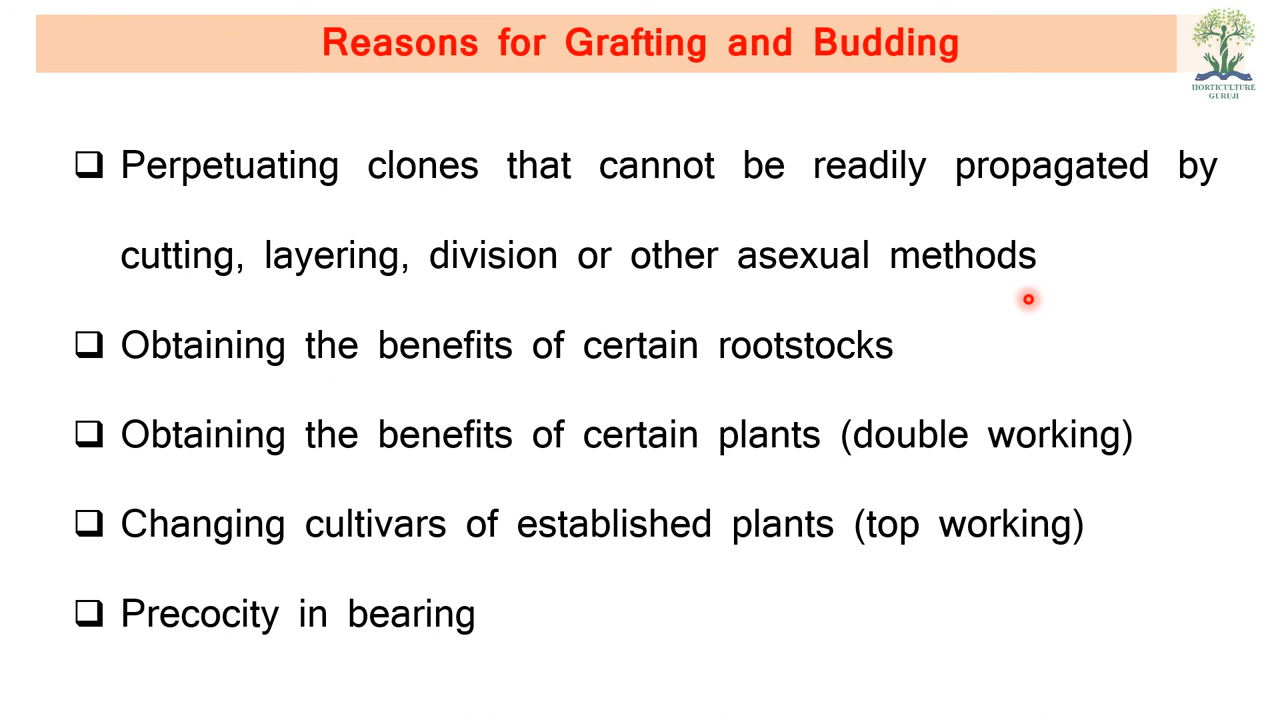 Reasons for Grafting and Budding
HORTICULTURE
GURUJI
Perpetuating clones that cannot be readily propagated by
cutting, layering, division or other asexual methods
Obtaining the benefits of certain rootstocks
Obtaining the benefits of certain plants (double working)
Changing cultivars of established plants (top working)
Precocity in bearing